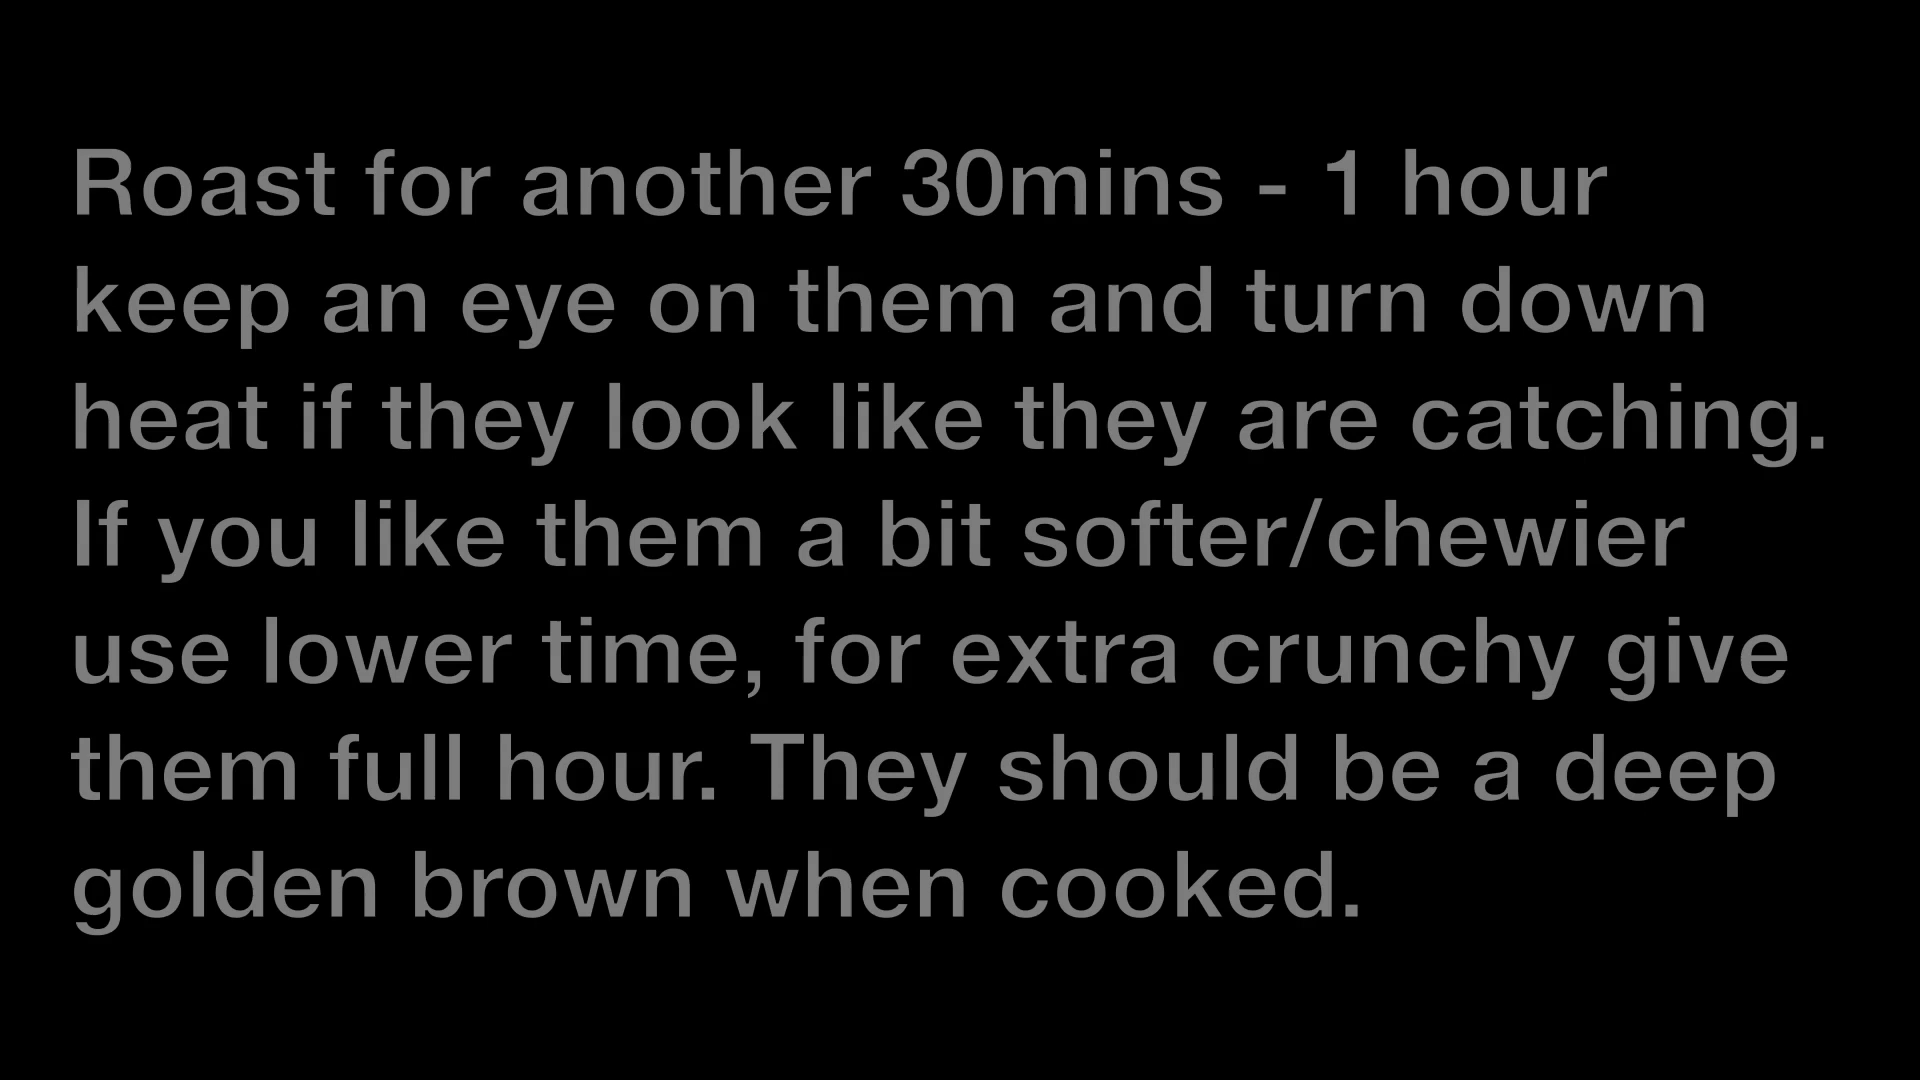 Roast for another 30mins - 1 hour
keep an eye on them and turn down
heat if they look like they are catching.
If you like them a bit softer/chewier
use lower time, for extra crunchy give
them full hour. They should be a deep
golden brown when cooked.